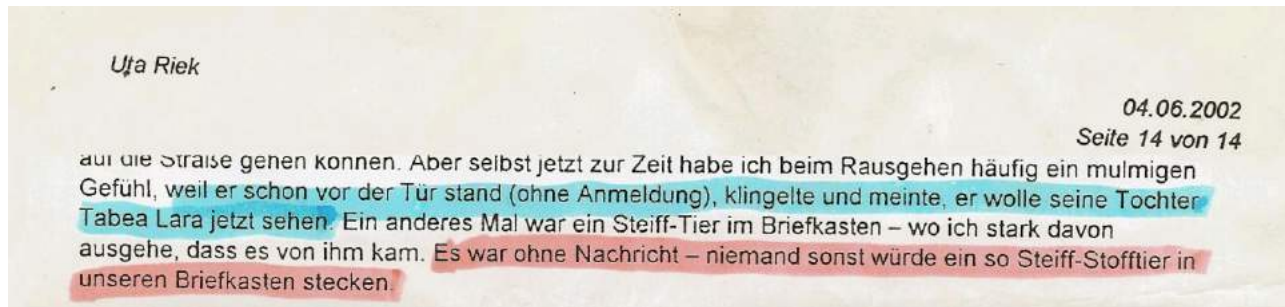 Uta Riek
04.06.2002
Seite 14 von 14
auf die Straße gehen können. Aber selbst jetzt zur Zeit habe ich beim Rausgehen häufig ein mulmigen
Gefühl, weil er schon vor der Tür stand (ohne Anmeldung), klingelte und meinte, er wolle seine Tochter
Tabea Lara jetzt sehen. Ein anderes Mal war ein Steiff-Tier im Briefkasten – wo ich stark davon
ausgehe, dass es von ihm kam. Es war ohne Nachricht – niemand sonst würde ein so Steiff-Stofftier in
unseren Briefkasten stecken.